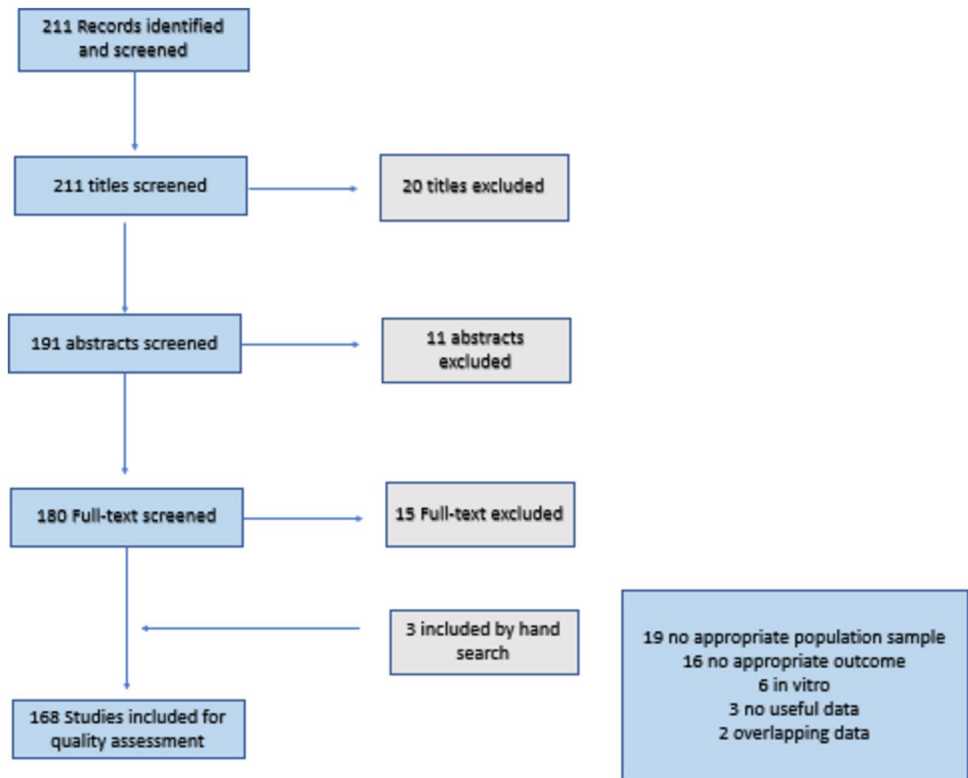 211 Records identified
and screened
211 titles screened
20 titles excluded
191 abstracts screened
11 abstracts
excluded
180 Full-text screened
15 Full-text excluded
3 included by hand
search
168 Studies included for
quality assessment
19 no appropriate population sample
16 no appropriate outcome
6 in vitro
3 no useful data
2 overlapping data